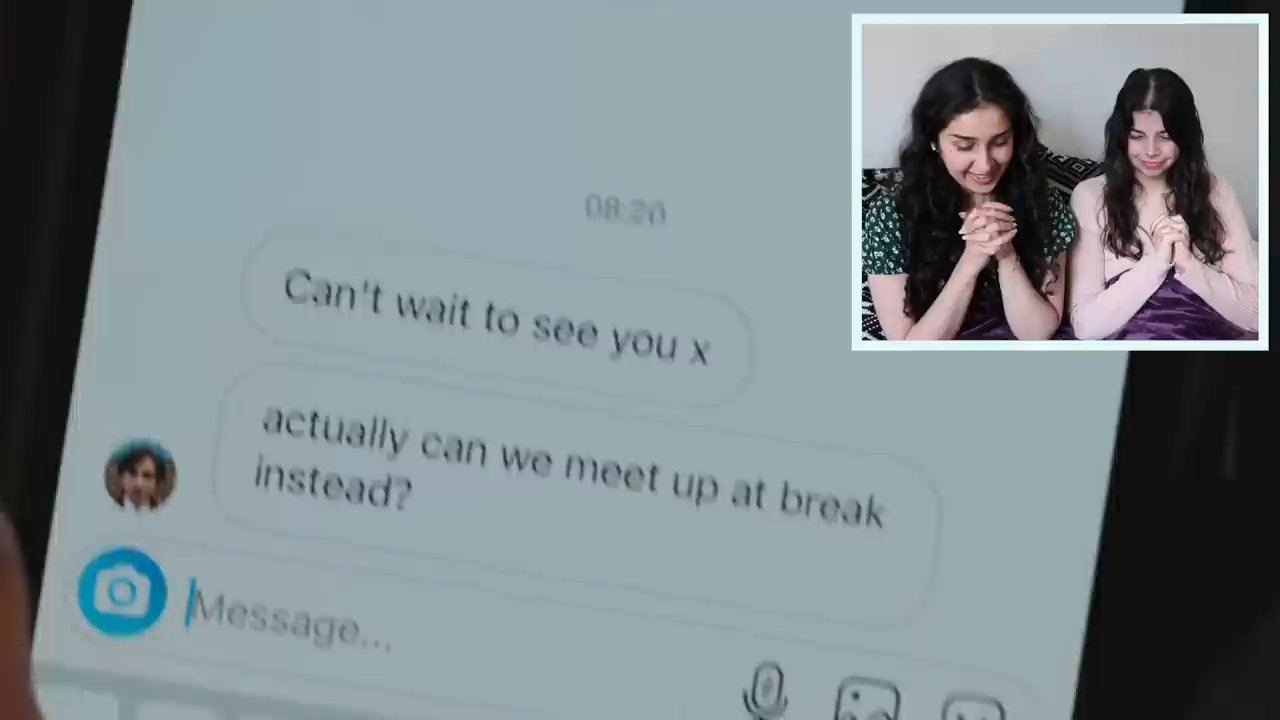 08:20
Can't wait to see you x
actually can we meet up at break
instead?
Message...